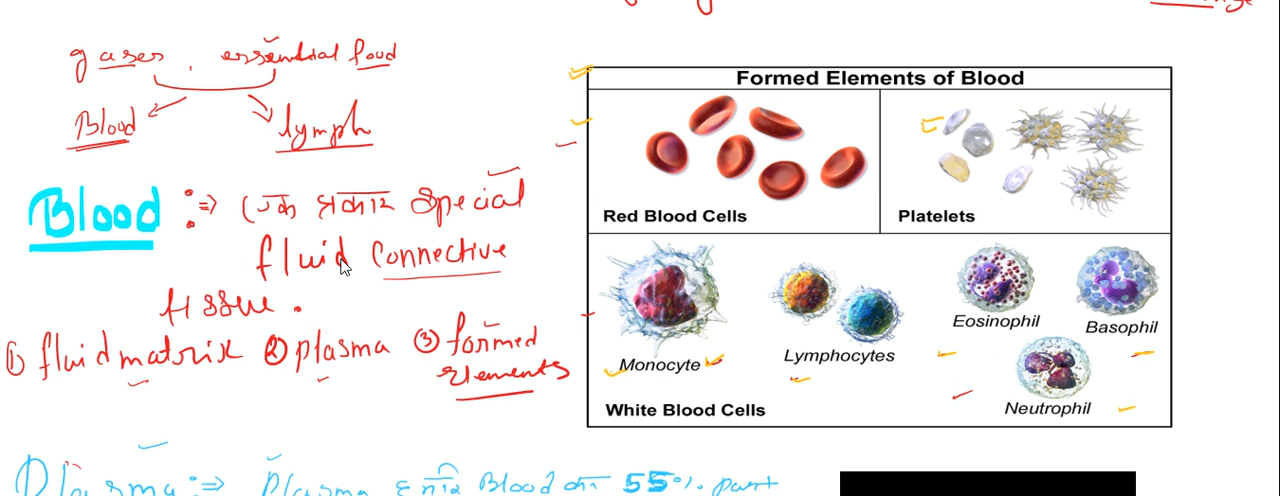 gases, essential food
Blood
lymph
Blood :⇒ एक प्रकार Special
fluid Connective
tissue.
① fluid matrix ② plasma ③ formed
elements
Plasma :⇒ Plasma हमारे Blood का 55% part
Formed Elements of Blood
Red Blood Cells
Platelets
Monocyte
Lymphocytes
Eosinophil
Basophil
Neutrophil
White Blood Cells